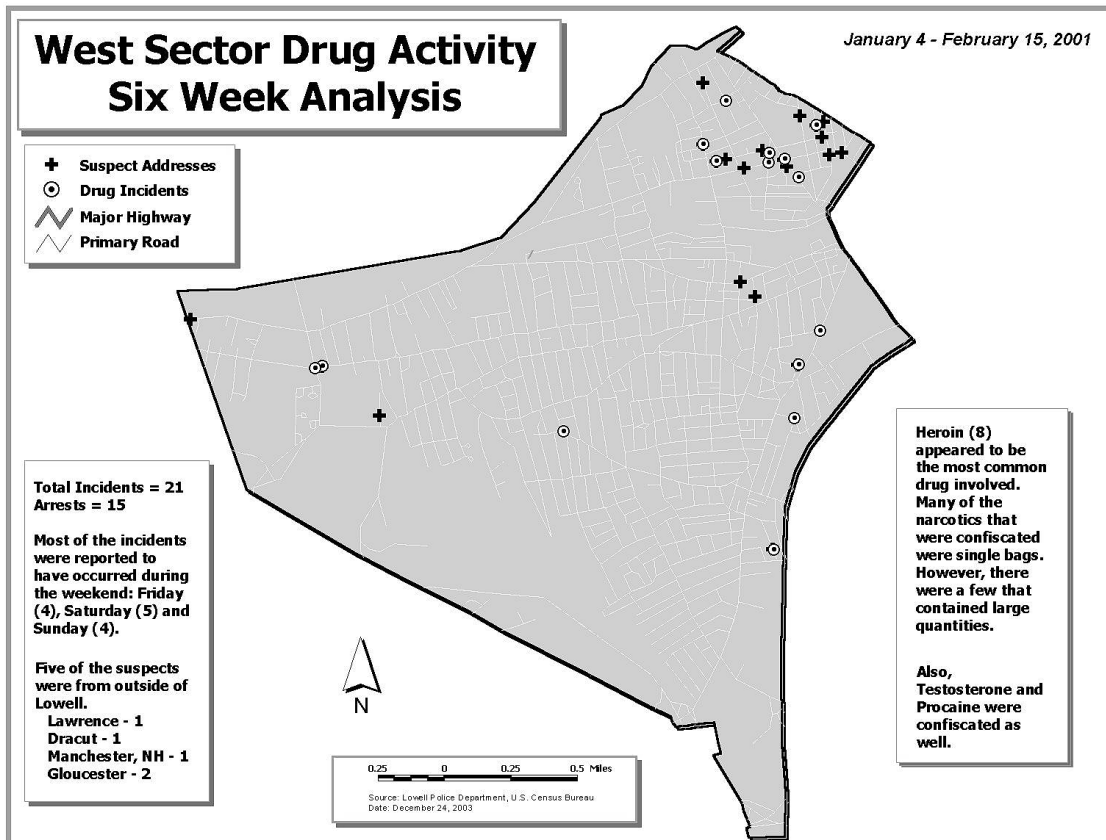 West Sector Drug Activity
Six Week Analysis
January 4 - February 15, 2001
Suspect Addresses
Drug Incidents
Major Highway
Primary Road
Total Incidents = 21
Arrests = 15
Most of the incidents
were reported to
have occurred during
the weekend: Friday
(4), Saturday (5) and
Sunday (4).
Five of the suspects
were from outside of
Lowell.
Lawrence - 1
Dracut - 1
Manchester, NH - 1
Gloucester - 2
N
0.25 0 0.25 0.5 Miles
Source: Lowell Police Department, U.S. Census Bureau
Date: December 24, 2003
Heroin (8)
appeared to be
the most common
drug involved.
Many of the
narcotics that
were confiscated
were single bags.
However, there
were a few that
contained large
quantities.
Also,
Testosterone and
Procaine were
confiscated as
well.